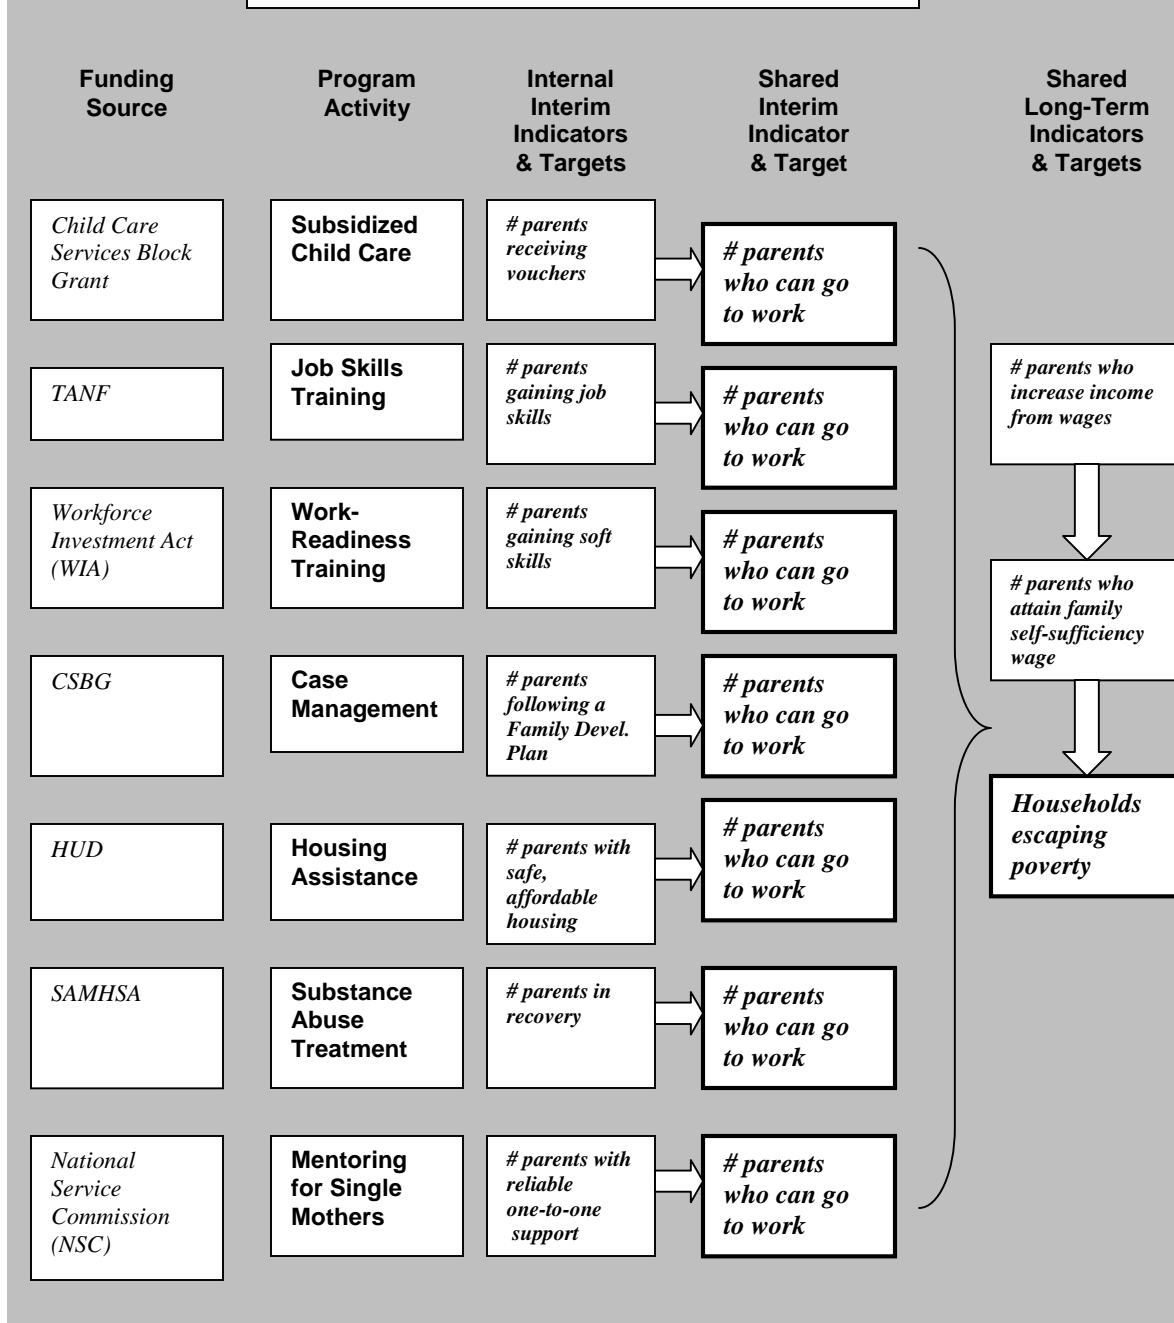 Funding
Source
Program
Activity
Internal
Interim
Indicators
& Targets
Shared
Interim
Indicator
& Target
Shared
Long-Term
Indicators
& Targets
Child Care
Services Block
Grant
Subsidized
Child Care
# parents
receiving
vouchers
# parents
who can go
to work
TANF
Job Skills
Training
# parents
gaining job
skills
# parents
who can go
to work
Workforce
Investment Act
(WIA)
Work-
Readiness
Training
# parents
gaining soft
skills
# parents
who can go
to work
CSBG
Case
Management
# parents
following a
Family Devel.
Plan
# parents
who can go
to work
HUD
Housing
Assistance
# parents with
safe,
affordable
housing
# parents
who can go
to work
SAMHSA
Substance
Abuse
Treatment
# parents in
recovery
# parents
who can go
to work
National
Service
Commission
(NSC)
Mentoring
for Single
Mothers
# parents with
reliable
one-to-one
support
# parents
who can go
to work
# parents who
increase income
from wages
# parents who
attain family
self-sufficiency
wage
Households
escaping
poverty